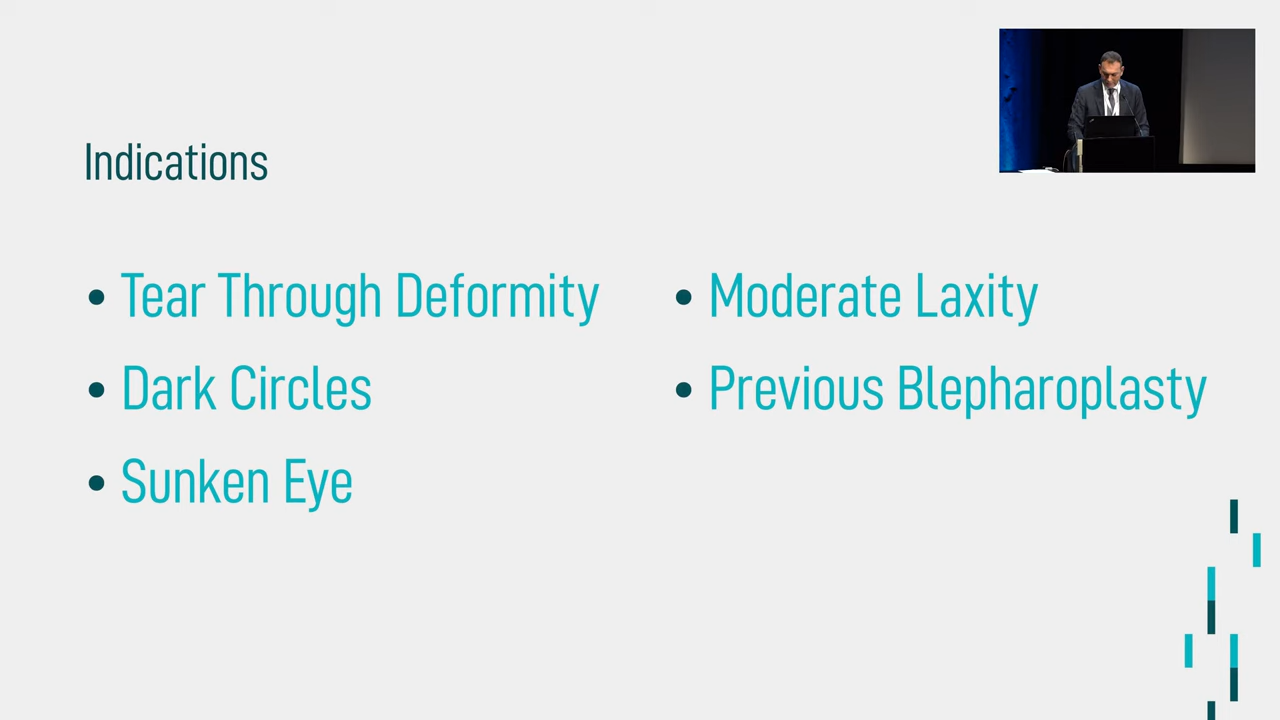 Indications
• Tear Through Deformity
• Dark Circles
• Sunken Eye
• Moderate Laxity
• Previous Blepharoplasty